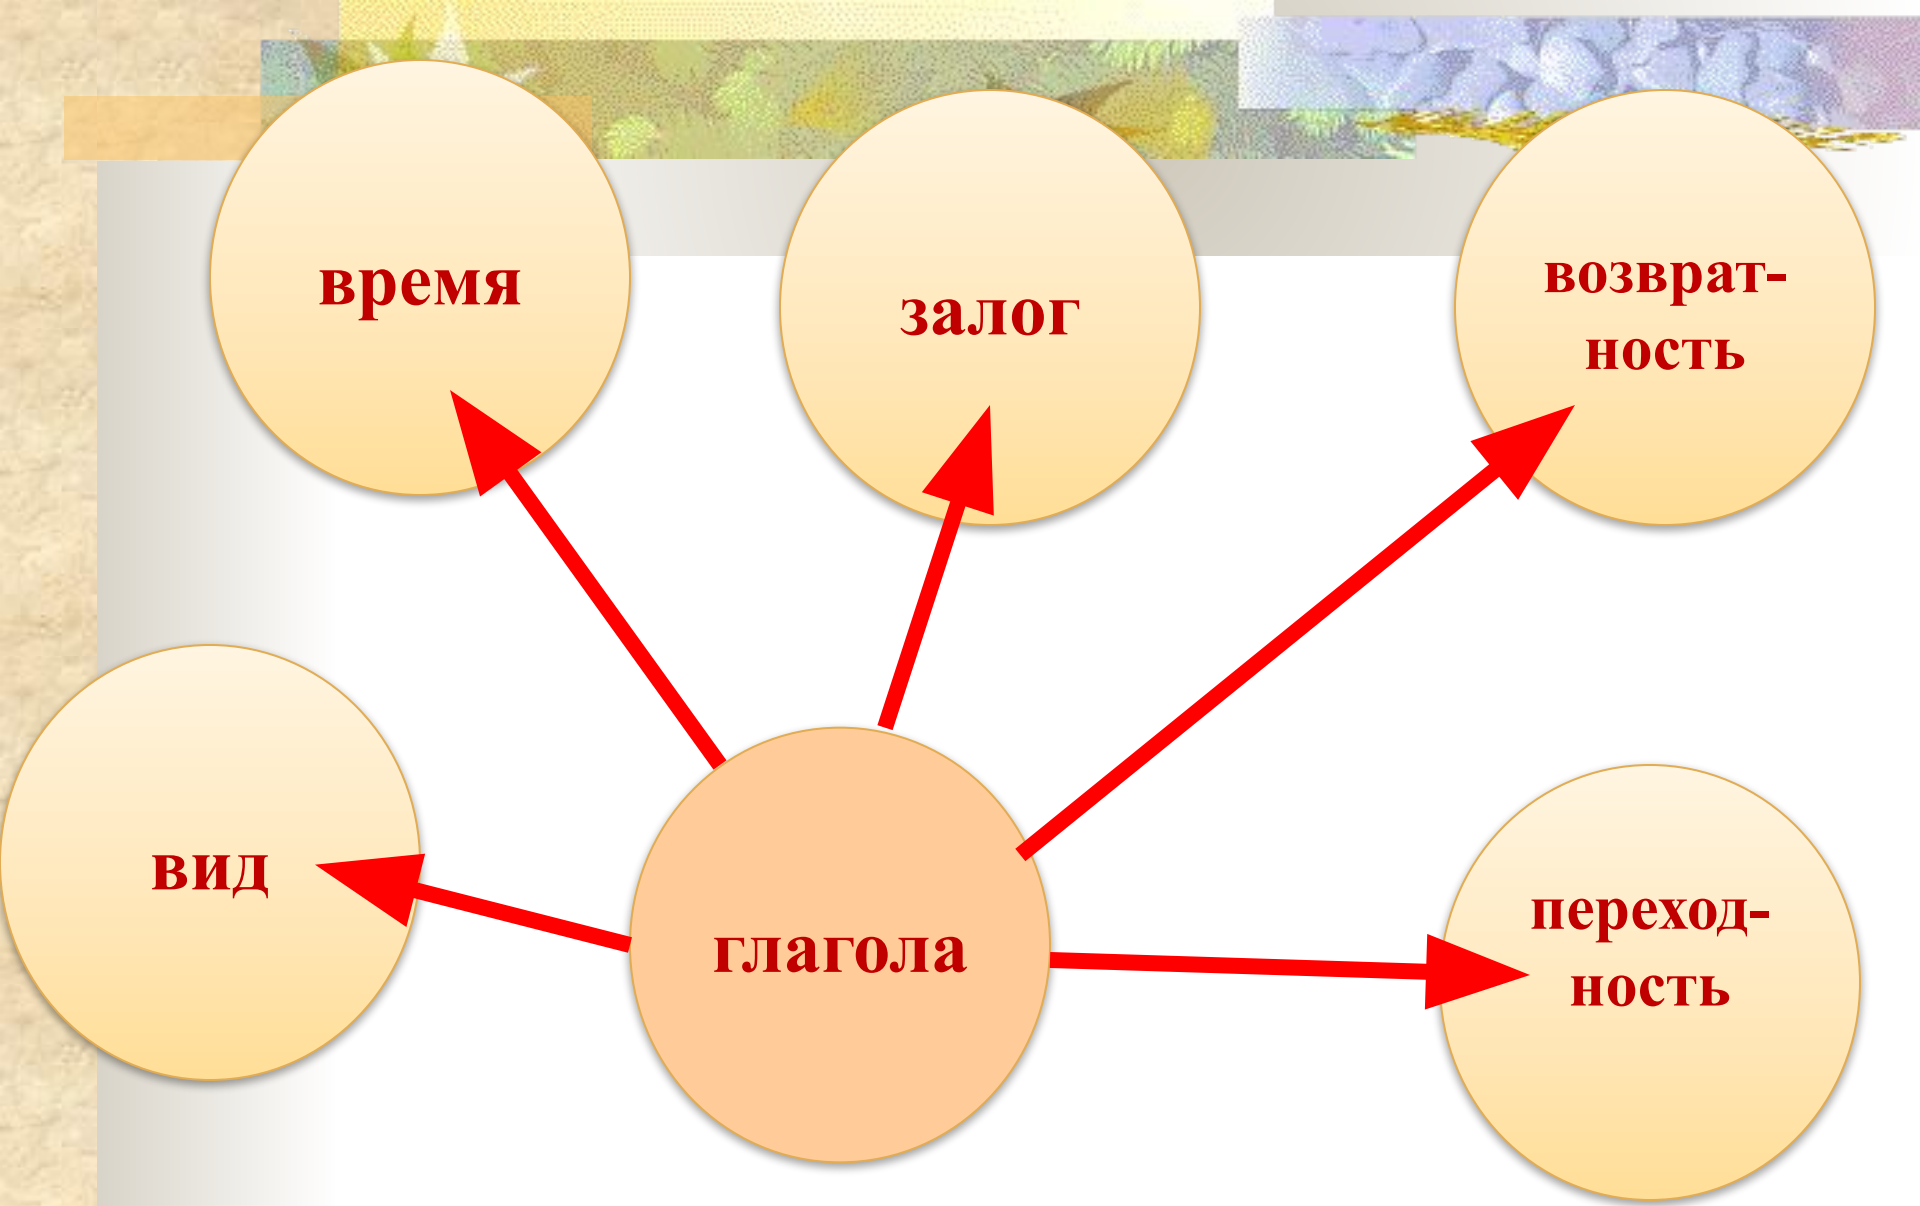 время
залог
возврат-
ность
вид
глагола
переход-
ность